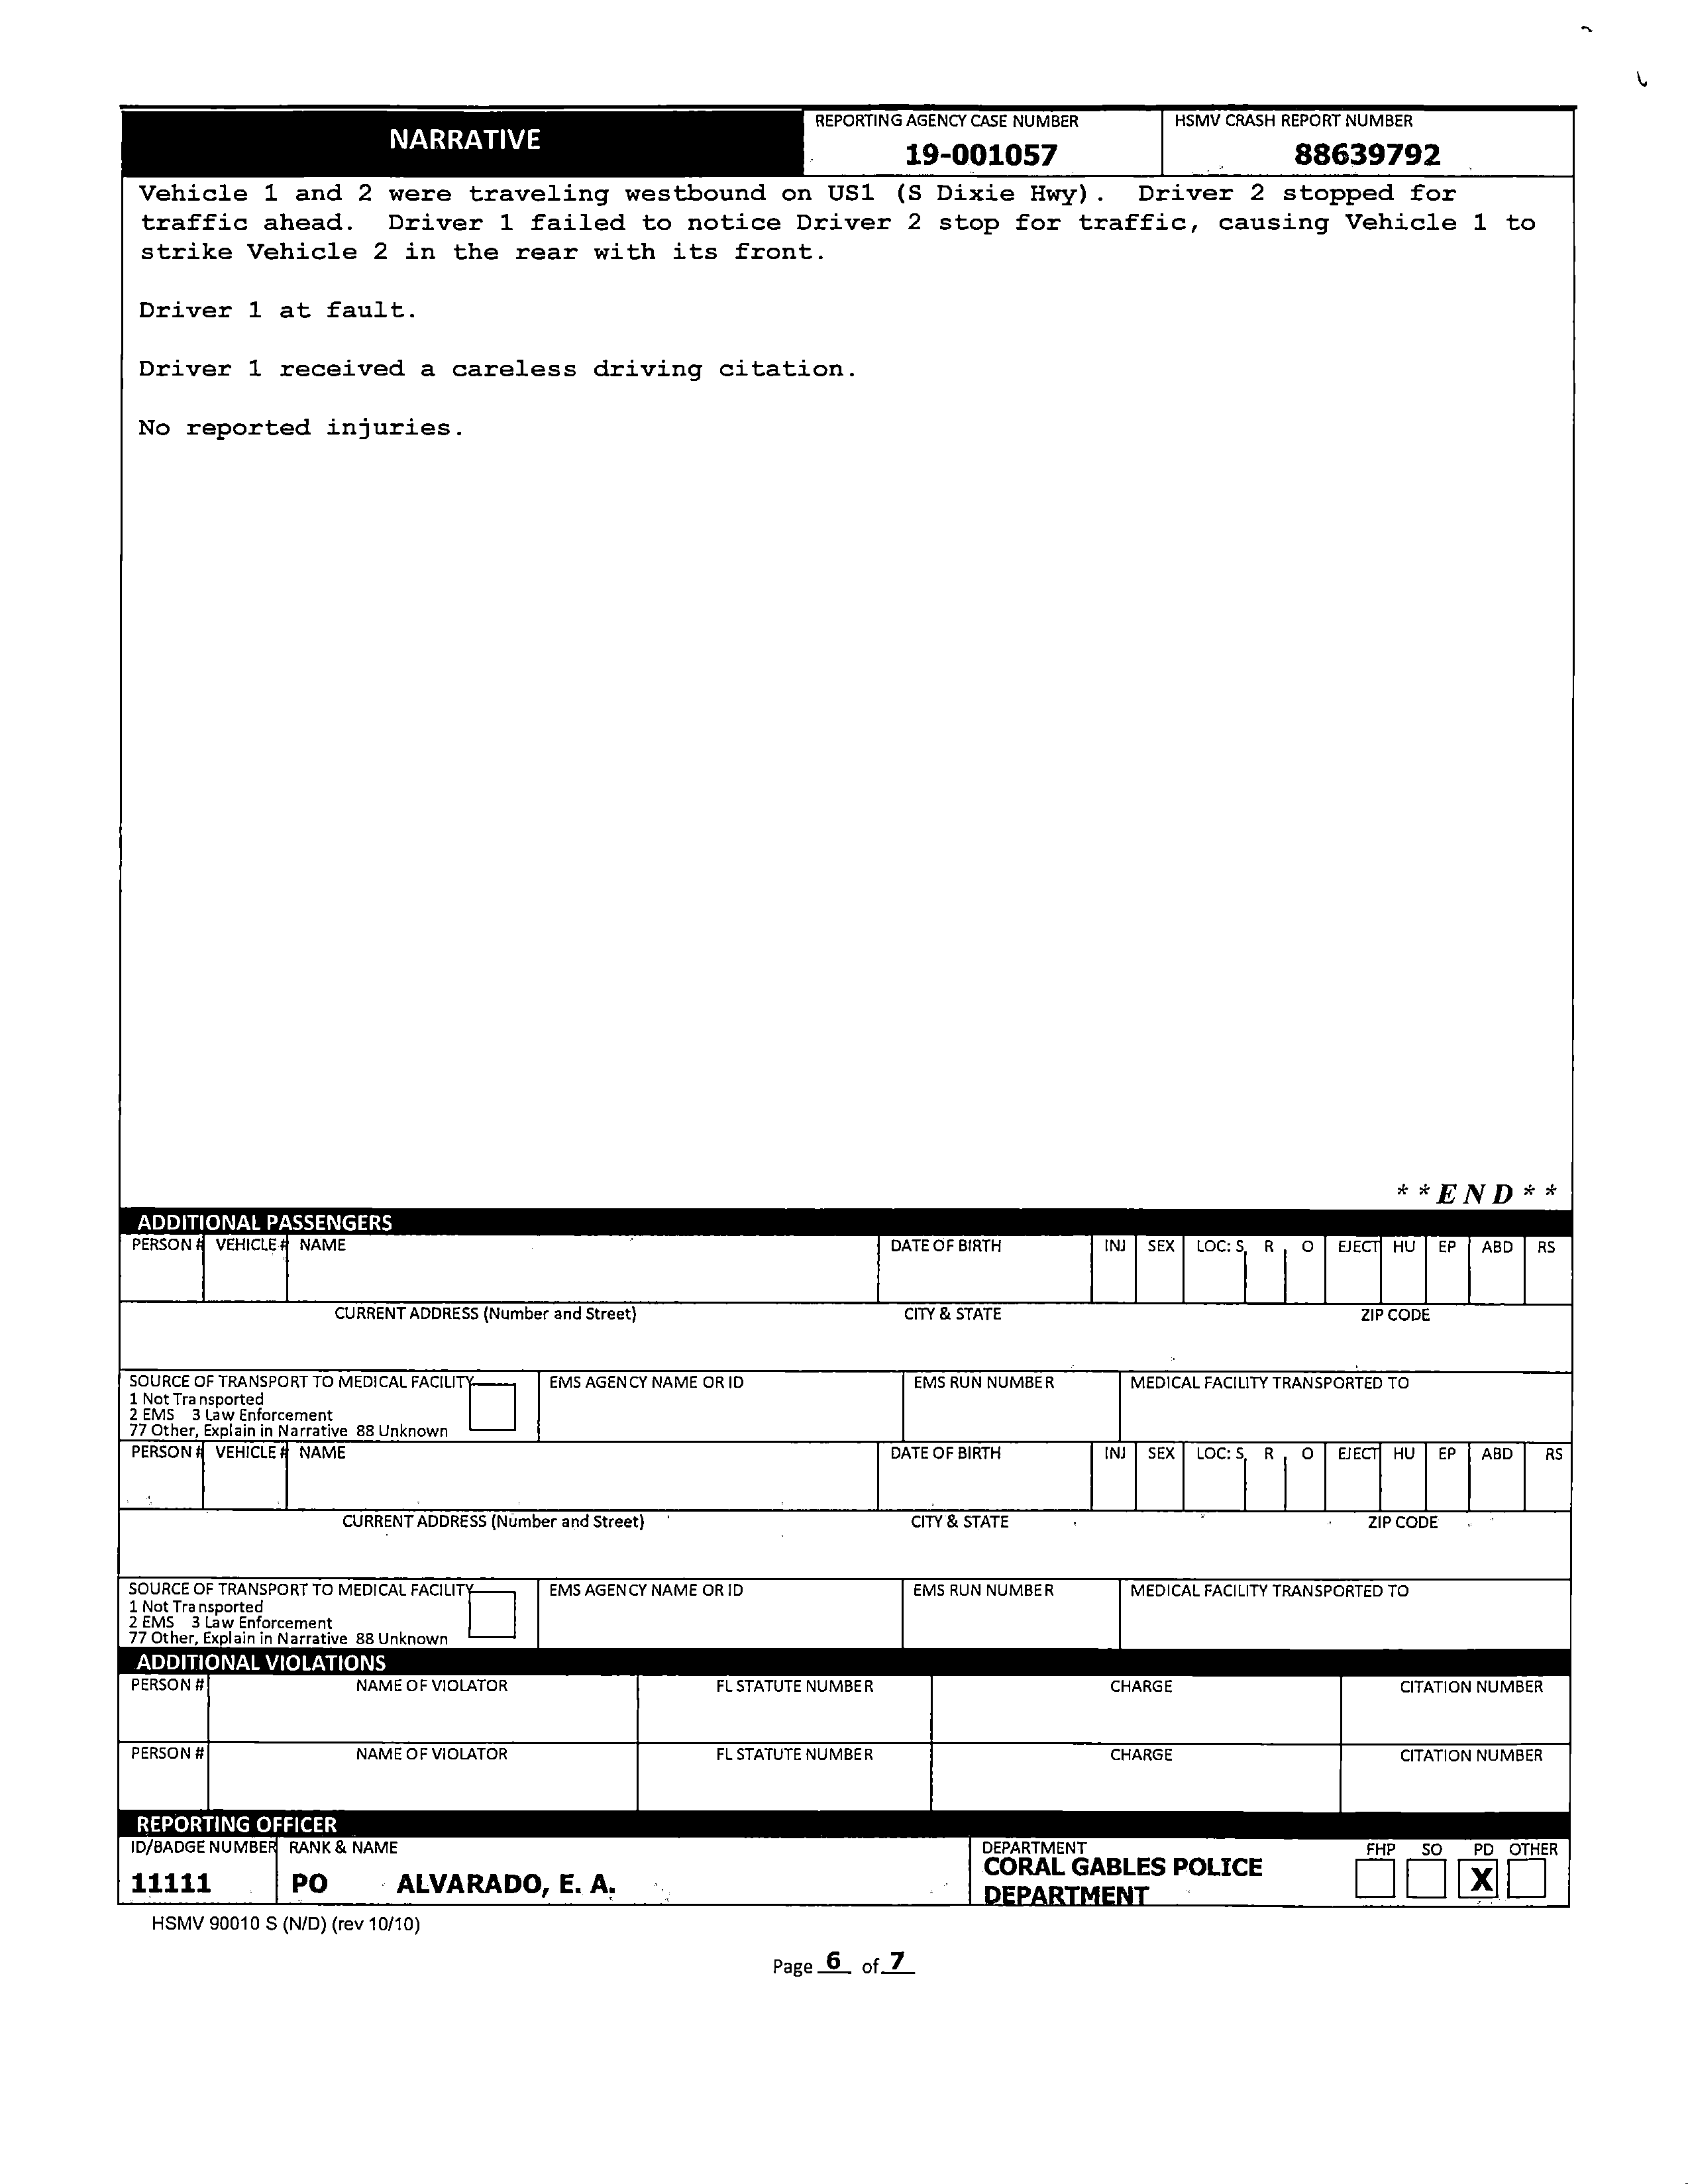 NARRATIVE
REPORTING AGENCY CASE NUMBER
19-001057
HSMV CRASH REPORT NUMBER
88639792
Vehicle 1 and 2 were traveling westbound on US1 (S Dixie Hwy). Driver 2 stopped for
traffic ahead. Driver 1 failed to notice Driver 2 stop for traffic, causing Vehicle 1 to
strike Vehicle 2 in the rear with its front.
Driver 1 at fault.
Driver 1 received a careless driving citation.
No reported injuries.
**END**
ADDITIONAL PASSENGERS
PERSON # VEHICLE # NAME DATE OF BIRTH INJ SEX LOC: S R O EJECT HU EP ABD RS
CURRENT ADDRESS (Number and Street) CITY & STATE ZIP CODE
SOURCE OF TRANSPORT TO MEDICAL FACILITY EMS AGENCY NAME OR ID EMS RUN NUMBER MEDICAL FACILITY TRANSPORTED TO
1 Not Transported
2 EMS 3 Law Enforcement
77 Other, Explain in Narrative 88 Unknown
PERSON # VEHICLE # NAME DATE OF BIRTH INJ SEX LOC: S R O EJECT HU EP ABD RS
CURRENT ADDRESS (Number and Street) CITY & STATE ZIP CODE
SOURCE OF TRANSPORT TO MEDICAL FACILITY EMS AGENCY NAME OR ID EMS RUN NUMBER MEDICAL FACILITY TRANSPORTED TO
1 Not Transported
2 EMS 3 Law Enforcement
77 Other, Explain in Narrative 88 Unknown
ADDITIONAL VIOLATIONS
PERSON # NAME OF VIOLATOR FL STATUTE NUMBER CHARGE CITATION NUMBER
PERSON # NAME OF VIOLATOR FL STATUTE NUMBER CHARGE CITATION NUMBER
REPORTING OFFICER
ID/BADGE NUMBER RANK & NAME DEPARTMENT FHP SO PD OTHER
11111 PO ALVARADO, E. A. CORAL GABLES POLICE X
DEPARTMENT
HSMV 90010 S (N/D) (rev 10/10)
Page 6 of 7